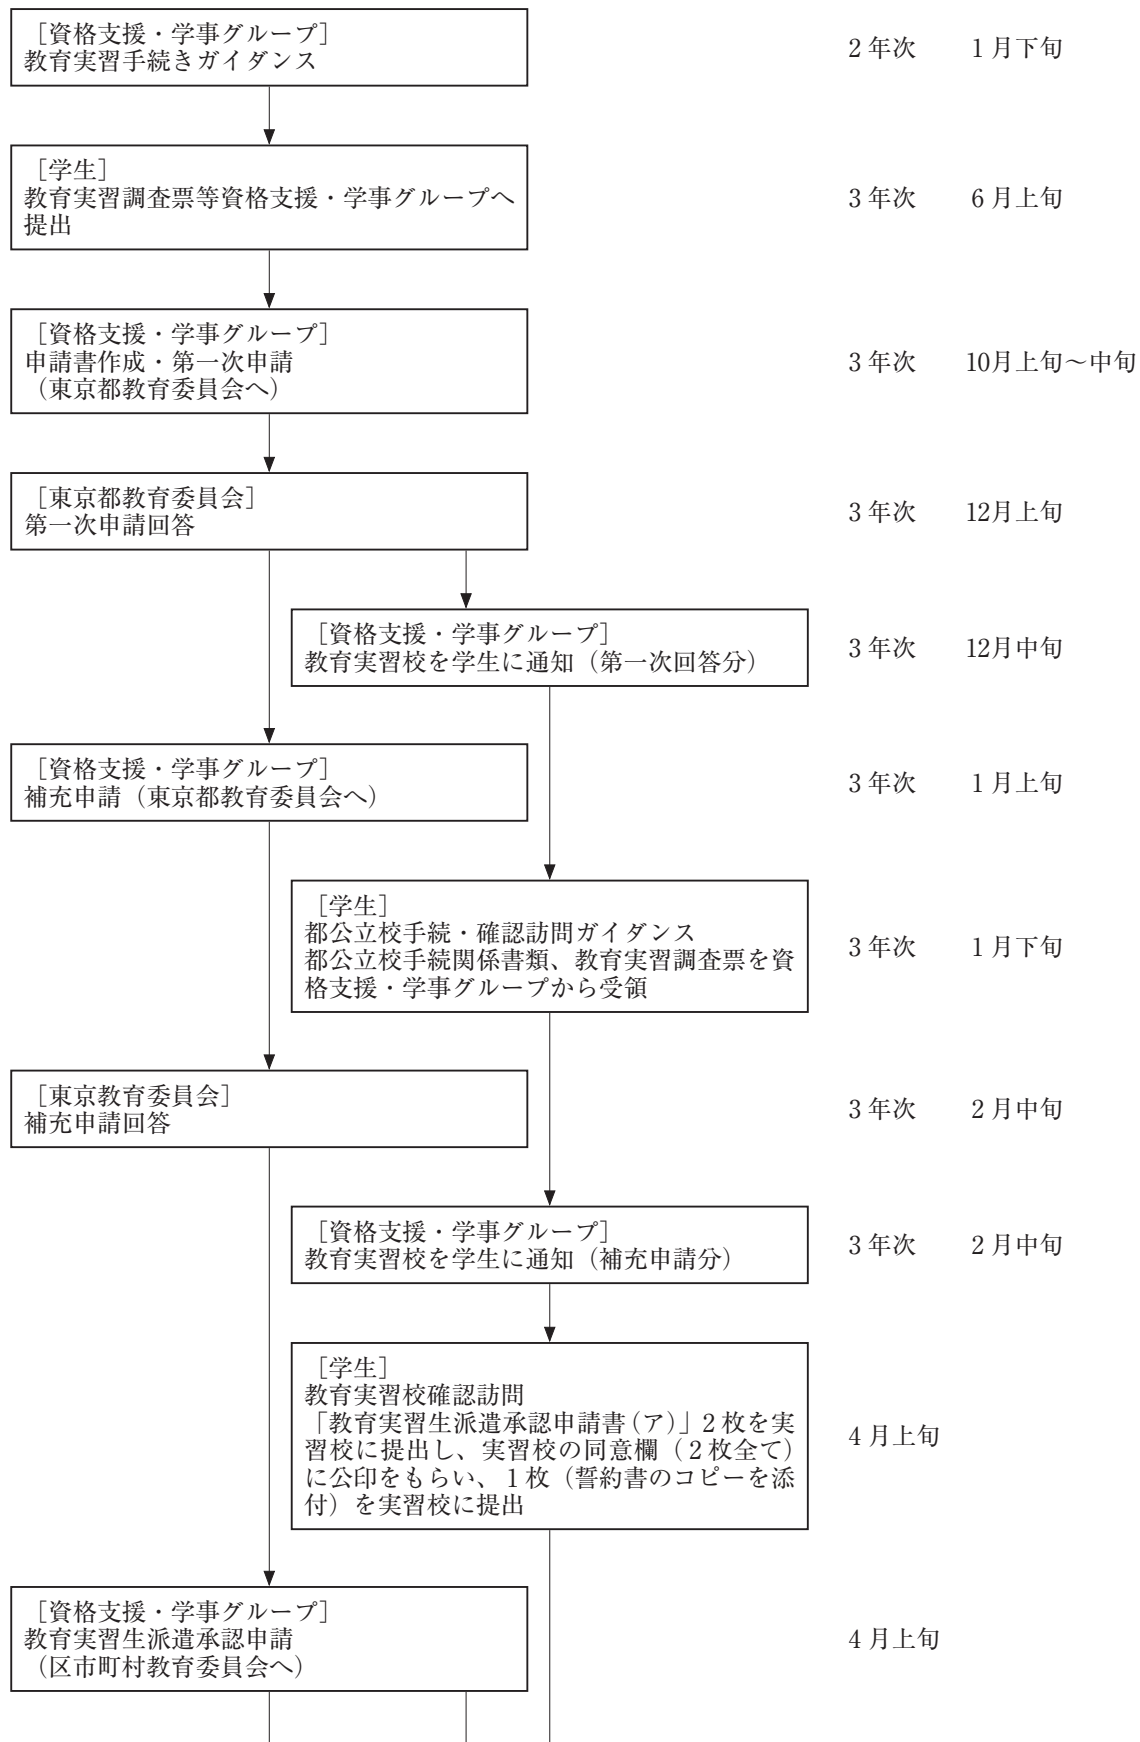 ［資格支援・学事グループ］
教育実習手続きガイダンス
2年次 1月下旬
［学生］
教育実習調査票等資格支援・学事グループへ
提出
3年次 6月上旬
［資格支援・学事グループ］
申請書作成・第一次申請
（東京都教育委員会へ）
3年次 10月上旬～中旬
［東京都教育委員会］
第一次申請回答
3年次 12月上旬
［資格支援・学事グループ］
教育実習校を学生に通知（第一次回答分）
3年次 12月中旬
［資格支援・学事グループ］
補充申請（東京都教育委員会へ）
3年次 1月上旬
［学生］
都公立校手続・確認訪問ガイダンス
都公立校手続関係書類、教育実習調査票を資
格支援・学事グループから受領
3年次 1月下旬
［東京教育委員会］
補充申請回答
3年次 2月中旬
［資格支援・学事グループ］
教育実習校を学生に通知（補充申請分）
3年次 2月中旬
［学生］
教育実習校確認訪問
「教育実習生派遣承認申請書（ア）」2枚を実
習校に提出し、実習校の同意欄（2枚全て）
に公印をもらい、1枚（誓約書のコピーを添
付）を実習校に提出
4月上旬
［資格支援・学事グループ］
教育実習生派遣承認申請
（区市町村教育委員会へ）
4月上旬